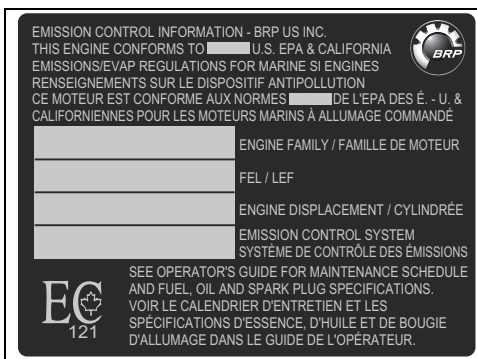 EMISSION CONTROL INFORMATION - BRP US INC.
THIS ENGINE CONFORMS TO U.S. EPA & CALIFORNIA
EMISSIONS/EVAP REGULATIONS FOR MARINE SI ENGINES
RENSEIGNEMENTS SUR LE DISPOSITIF ANTIPOLLUTION
CE MOTEUR EST CONFORME AUX NORMES DE L'EPA DES É. - U. &
CALIFORNIENNES POUR LES MOTEURS MARINS À ALLUMAGE COMMANDÉ
BRP
ENGINE FAMILY / FAMILLE DE MOTEUR
FEL / LEF
ENGINE DISPLACEMENT / CYLINDRÉE
EMISSION CONTROL SYSTEM
SYSTÈME DE CONTRÔLE DES ÉMISSIONS
SEE OPERATOR'S GUIDE FOR MAINTENANCE SCHEDULE
AND FUEL, OIL AND SPARK PLUG SPECIFICATIONS.
VOIR LE CALENDRIER D'ENTRETIEN ET LES
SPÉCIFICATIONS D'ESSENCE, D'HUILE ET DE BOUGIE
D'ALLUMAGE DANS LE GUIDE DE L'OPÉRATEUR.
EC
121